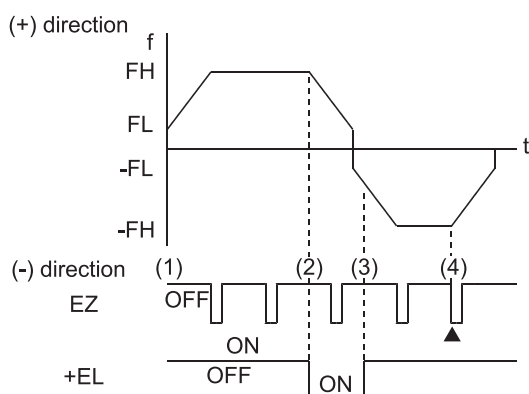 (+) direction
f
FH
FL
t
-FL
-FH
(-) direction (1) (2) (3) (4)
EZ OFF
ON
+EL OFF ON